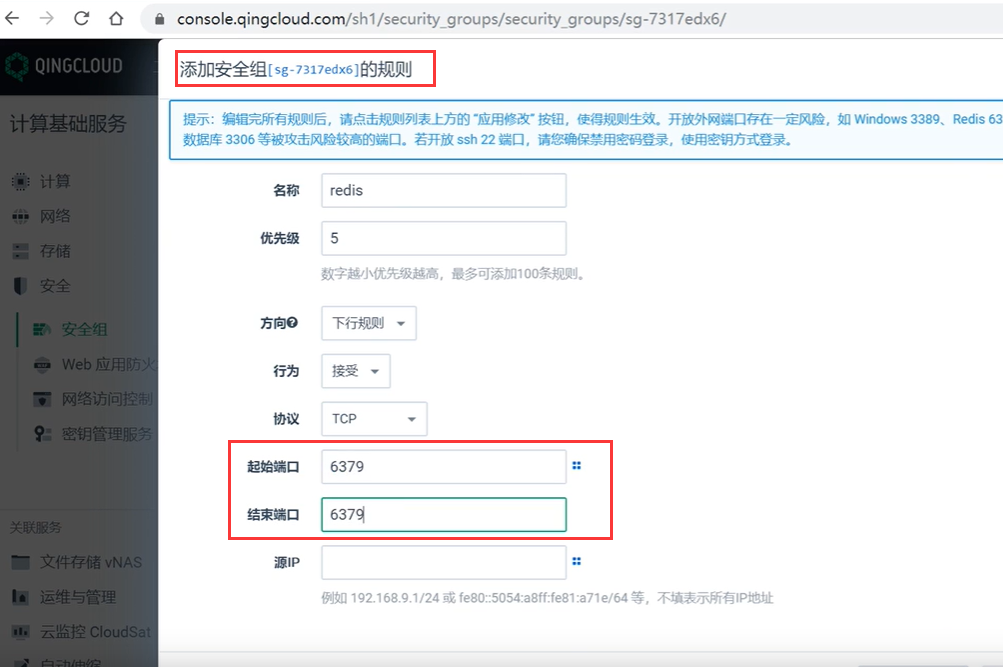 console.qingcloud.com/sh1/security_groups/security_groups/sg-7317edx6/
QINGCLOUD
添加安全组[sg-7317edx6]的规则
计算基础服务
提示：编辑完所有规则后，请点击规则列表上方的 “应用修改” 按钮，使得规则生效。开放外网端口存在一定风险，如 Windows 3389、Redis 63
数据库 3306 等被攻击风险较高的端口。若开放 ssh 22 端口，请您确保禁用密码登录，使用密钥方式登录。
计算
网络
存储
安全
安全组
Web 应用防火
网络访问控制
密钥管理服务
关联服务
文件存储 vNAS
运维与管理
云监控 CloudSat
自动伸缩
名称 redis
优先级 5
数字越小优先级越高，最多可添加100条规则。
方向 下行规则
行为 接受
协议 TCP
起始端口 6379
结束端口 6379
源IP
例如 192.168.9.1/24 或 fe80::5054:a8ff:fe81:a71e/64 等，不填表示所有IP地址